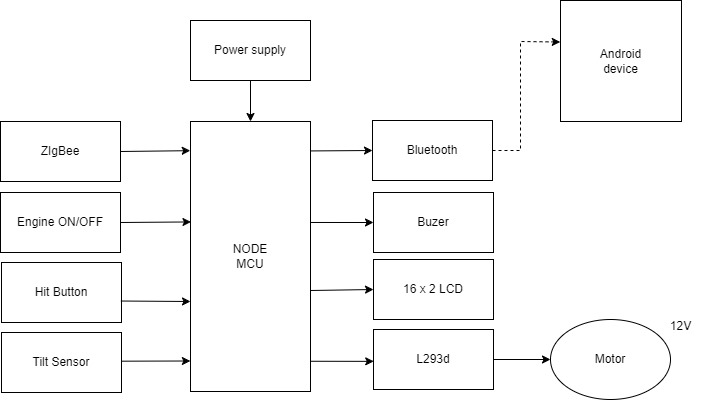 Power supply
Android
device
ZIgBee
Bluetooth
Engine ON/OFF
Buzer
NODE
MCU
Hit Button
16 x 2 LCD
12V
Tilt Sensor
L293d
Motor